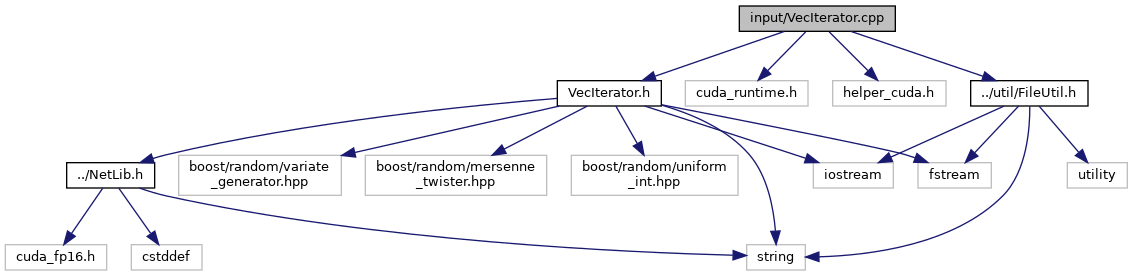 input/VecIterator.cpp
VecIterator.h
cuda_runtime.h
helper_cuda.h
../util/FileUtil.h
../NetLib.h
boost/random/variate
_generator.hpp
boost/random/mersenne
_twister.hpp
boost/random/uniform
_int.hpp
iostream
fstream
utility
cuda_fp16.h
cstddef
string